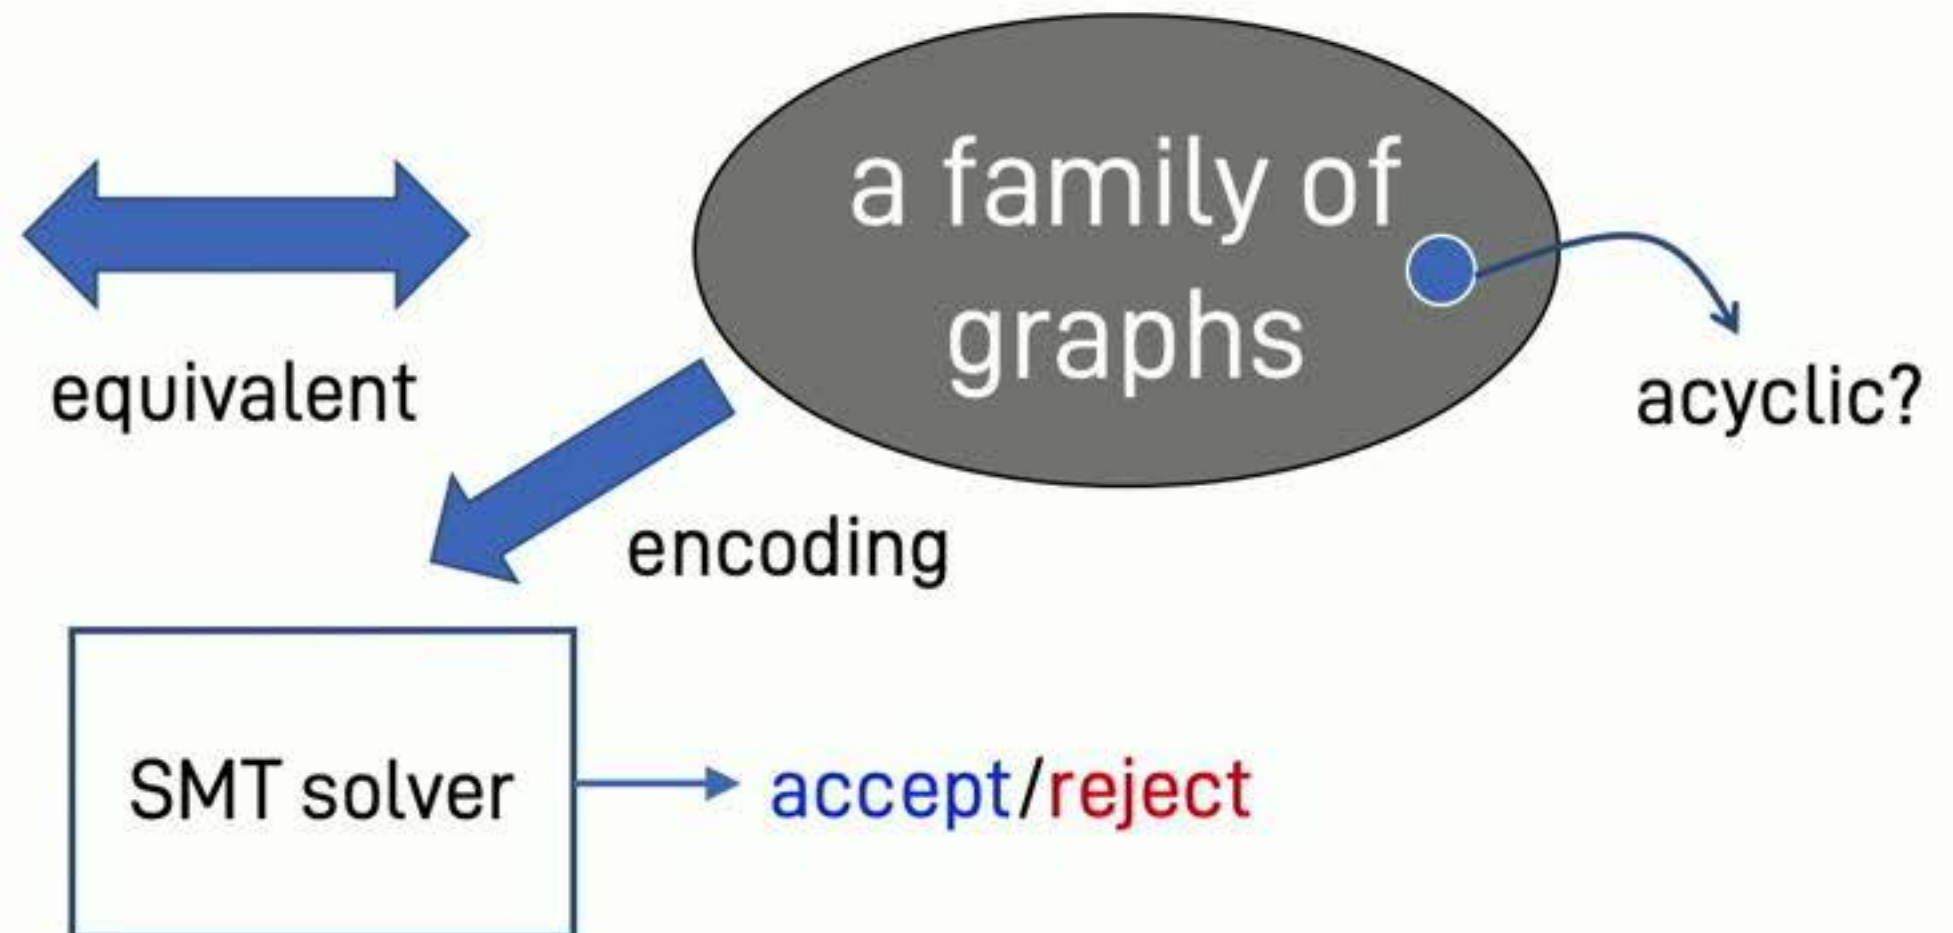 a family of
graphs
equivalent
acyclic?
encoding
SMT solver
accept/reject